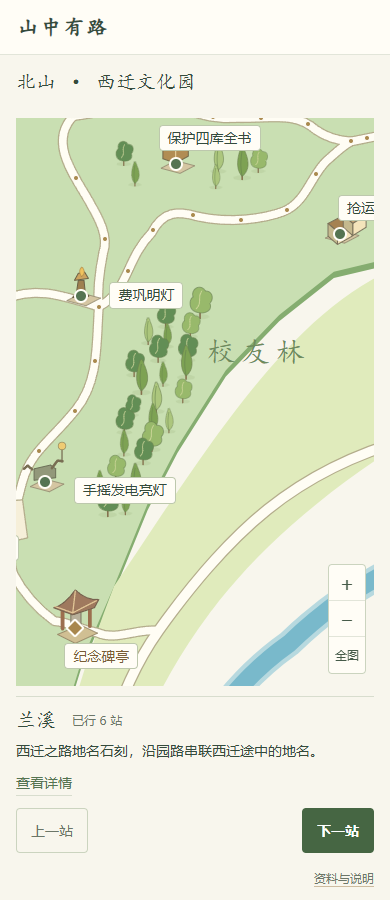 山中有路
北山 • 西迁文化园
保护四库全书
抢运
费巩明灯
校友林
手摇发电亮灯
纪念碑亭
+
−
全图
兰溪 已行 6 站
西迁之路地名石刻，沿园路串联西迁途中的地名。
查看详情
上一站 下一站
资料与说明